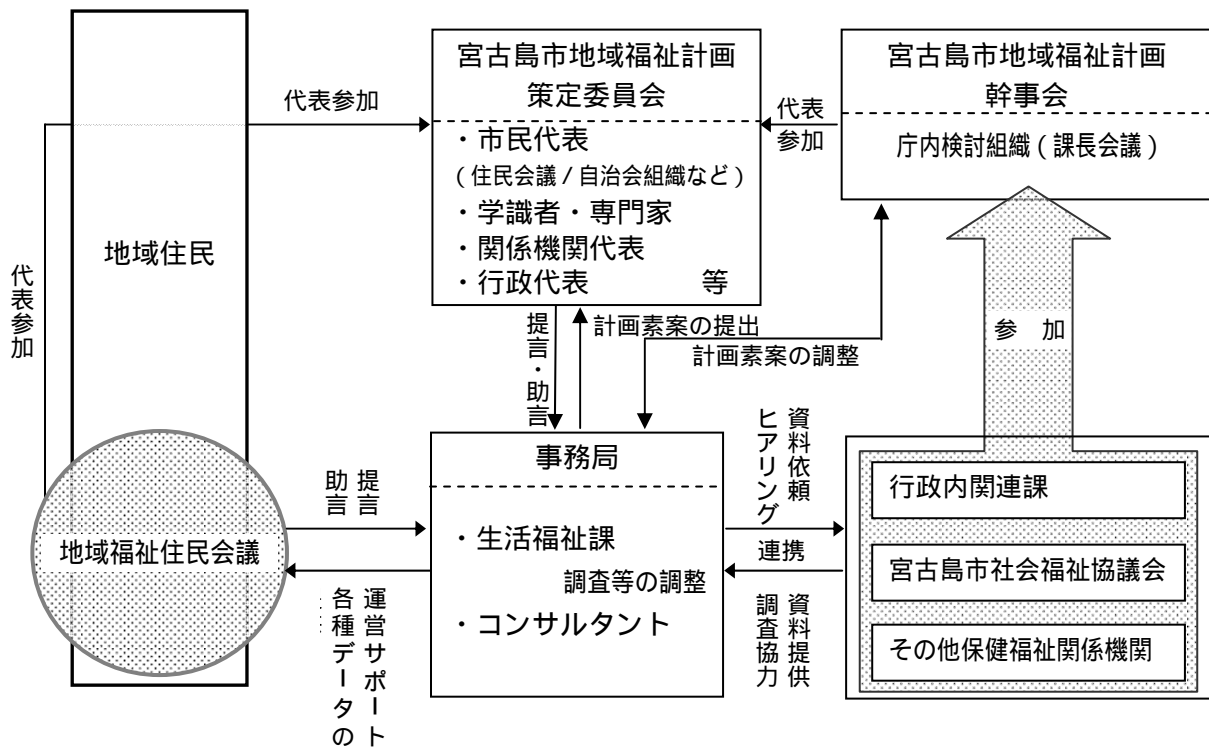 宮古島市地域福祉計画
策定委員会
・市民代表
（住民会議/自治会組織など）
・学識者・専門家
・関係機関代表
・行政代表　　　等
宮古島市地域福祉計画
幹事会
庁内検討組織（課長会議）
代表参加
代表
参加
地域住民
代表参加
計画素案の提出
計画素案の調整
提言・助言
参　加
事務局
・生活福祉課
調査等の調整
・コンサルタント
資料依頼
ヒアリング
連携
資料提供
調査協力
行政内関連課
宮古島市社会福祉協議会
その他保健福祉関係機関
提言
助言
地域福祉住民会議
運営サポート
各種データの